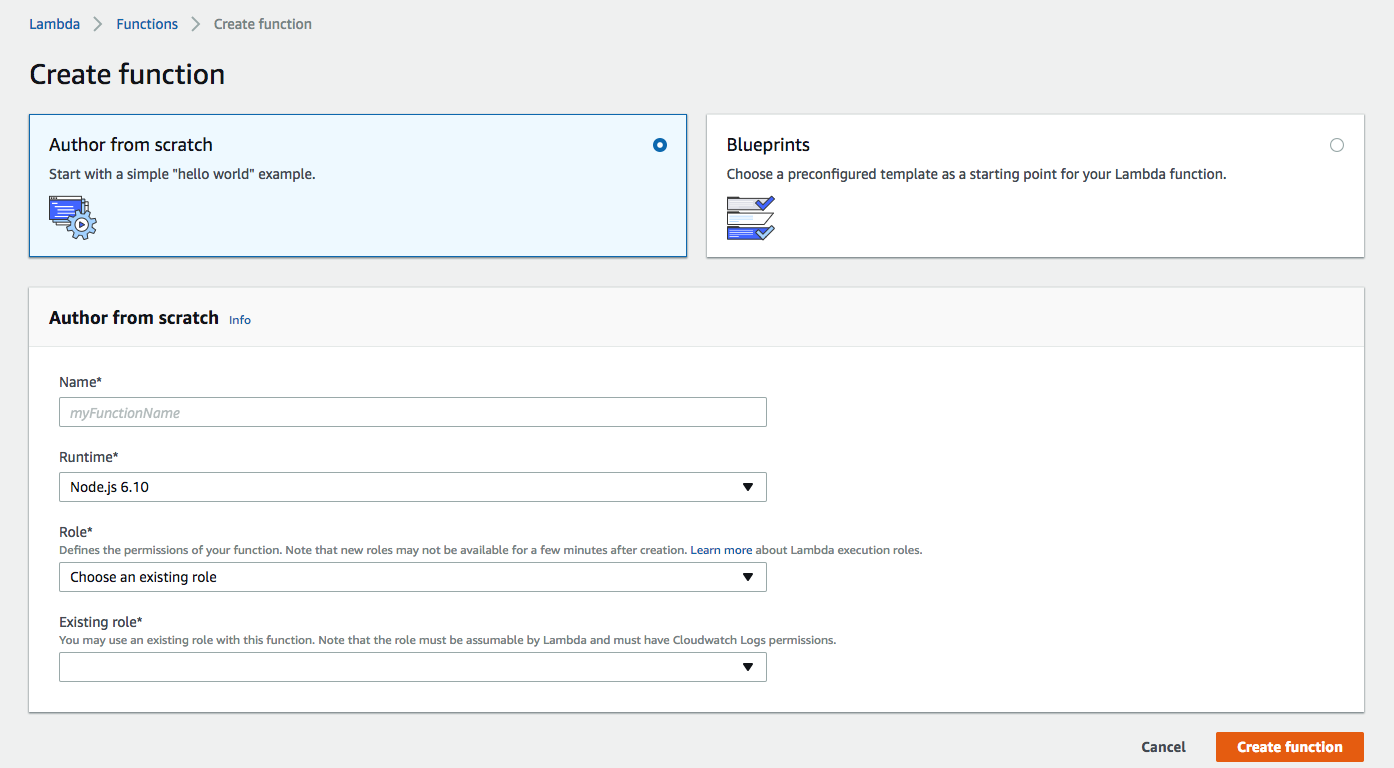 Lambda > Functions > Create function
Create function
Author from scratch
Start with a simple "hello world" example.
Blueprints
Choose a preconfigured template as a starting point for your Lambda function.
Author from scratch Info
Name*
myFunctionName
Runtime*
Node.js 6.10
Role*
Defines the permissions of your function. Note that new roles may not be available for a few minutes after creation. Learn more about Lambda execution roles.
Choose an existing role
Existing role*
You may use an existing role with this function. Note that the role must be assumable by Lambda and must have Cloudwatch Logs permissions.
Cancel Create function